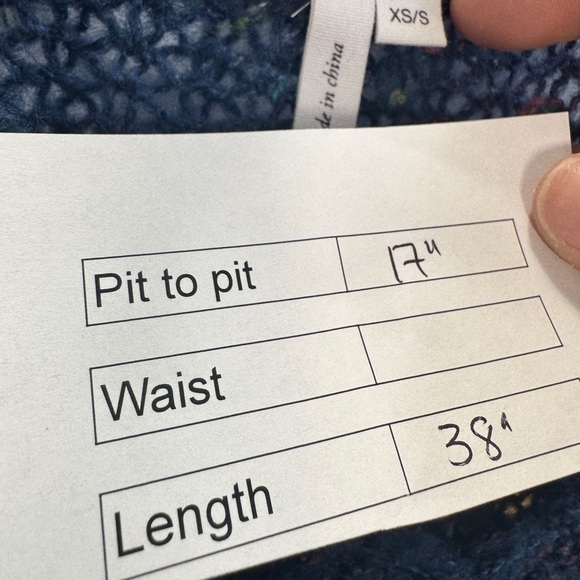 XS/S
de in china
Pit to pit 17"
Waist
Length 38"